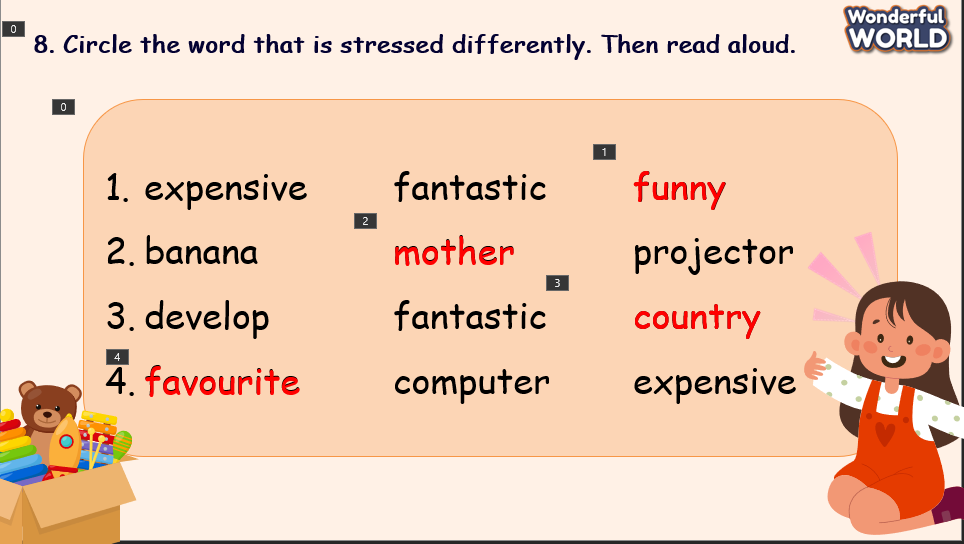 0
8. Circle the word that is stressed differently. Then read aloud.
Wonderful
WORLD
0
1
1. expensive fantastic funny
2
2. banana mother projector
3
3. develop fantastic country
4
4. favourite computer expensive